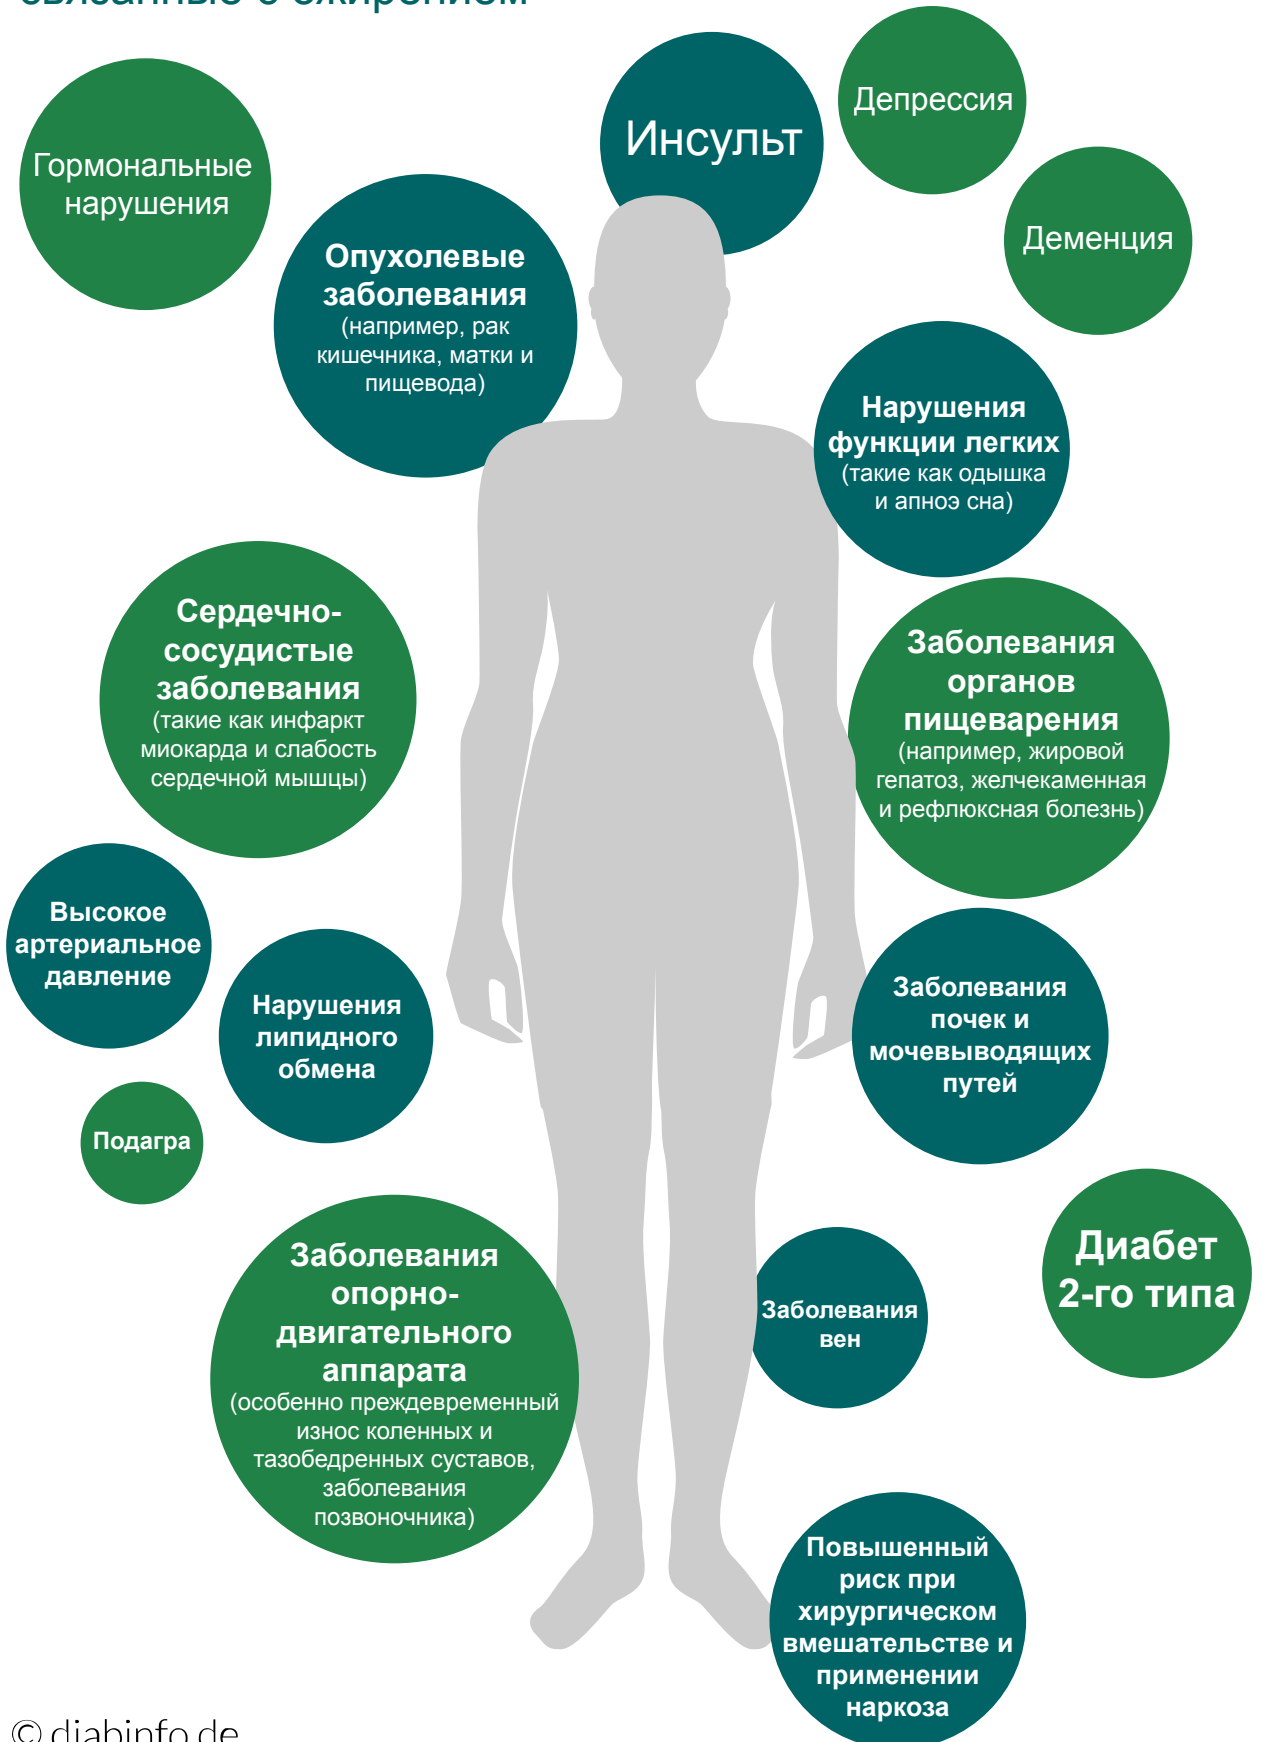 связанные с ожирением
Депрессия
Инсульт
Гормональные
нарушения
Деменция
Опухолевые
заболевания
(например, рак
кишечника, матки и
пищевода)
Нарушения
функции легких
(такие как одышка
и апноэ сна)
Сердечно-
сосудистые
заболевания
(такие как инфаркт
миокарда и слабость
сердечной мышцы)
Заболевания
органов
пищеварения
(например, жировой
гепатоз, желчекаменная
и рефлюксная болезнь)
Высокое
артериальное
давление
Нарушения
липидного
обмена
Заболевания
почек и
мочевыводящих
путей
Подагра
Диабет
2-го типа
Заболевания
опорно-
двигательного
аппарата
(особенно преждевременный
износ коленных и
тазобедренных суставов,
заболевания
позвоночника)
Заболевания
вен
Повышенный
риск при
хирургическом
вмешательстве и
применении
наркоза
© diabinfo.de